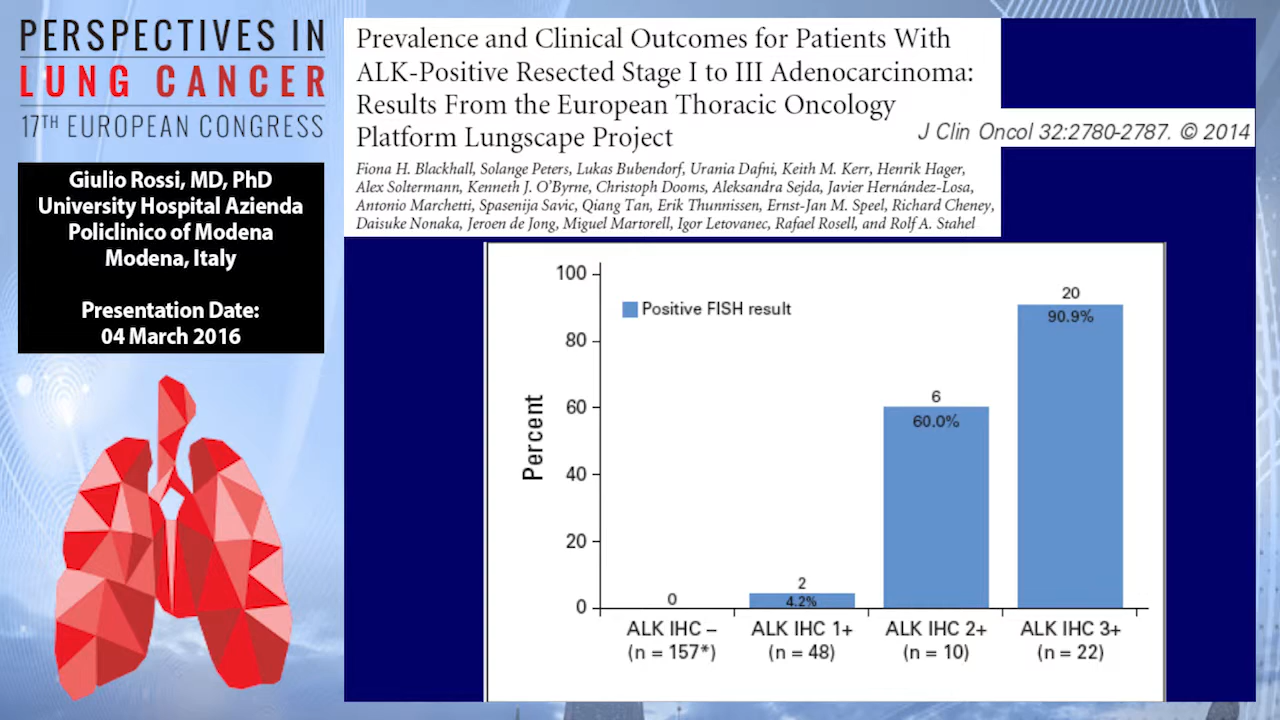 PERSPECTIVES IN
LUNG CANCER
17TH EUROPEAN CONGRESS
Giulio Rossi, MD, PhD
University Hospital Azienda
Policlinico of Modena
Modena, Italy
Presentation Date:
04 March 2016
Prevalence and Clinical Outcomes for Patients With
ALK-Positive Resected Stage I to III Adenocarcinoma:
Results From the European Thoracic Oncology
Platform Lungscape Project
J Clin Oncol 32:2780-2787. © 2014
Fiona H. Blackhall, Solange Peters, Lukas Bubendorf, Urania Dafni, Keith M. Kerr, Henrik Hager,
Alex Soltermann, Kenneth J. O'Byrne, Christoph Dooms, Aleksandra Sejda, Javier Hernández-Losa,
Antonio Marchetti, Spasenija Savic, Qiang Tan, Erik Thunnissen, Ernst-Jan M. Speel, Richard Cheney,
Daisuke Nonaka, Jeroen de Jong, Miguel Martorell, Igor Letovanec, Rafael Rosell, and Rolf A. Stahel
Positive FISH result
Percent
100
80
60
40
20
0
0
2
4.2%
6
60.0%
20
90.9%
ALK IHC – ALK IHC 1+ ALK IHC 2+ ALK IHC 3+
(n = 157*) (n = 48) (n = 10) (n = 22)